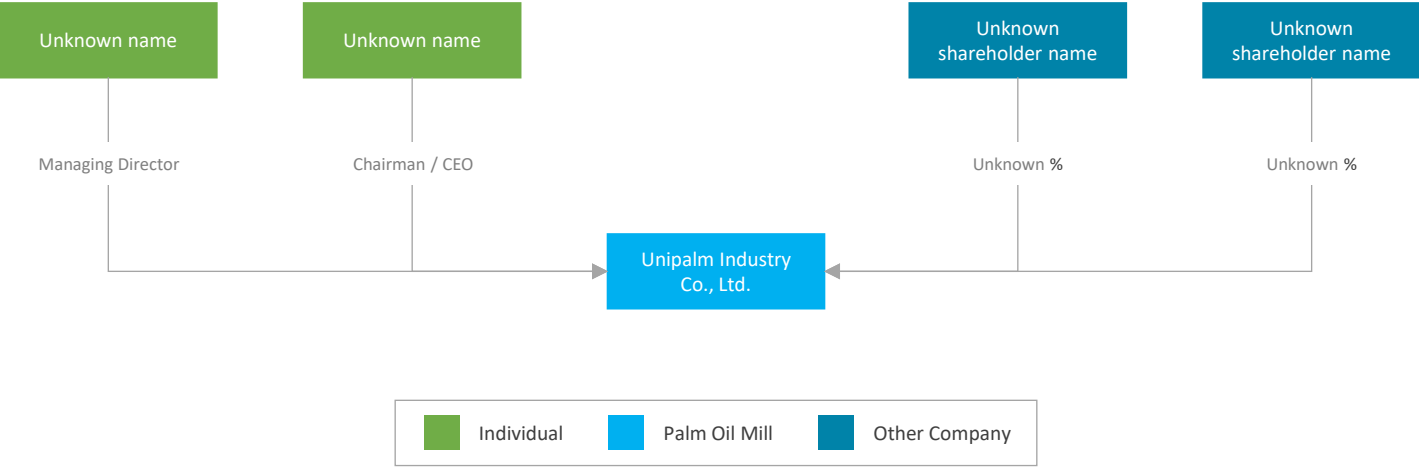 Unknown name
Unknown name
Unknown
shareholder name
Unknown
shareholder name
Managing Director
Chairman / CEO
Unknown %
Unknown %
Unipalm Industry
Co., Ltd.
Individual
Palm Oil Mill
Other Company